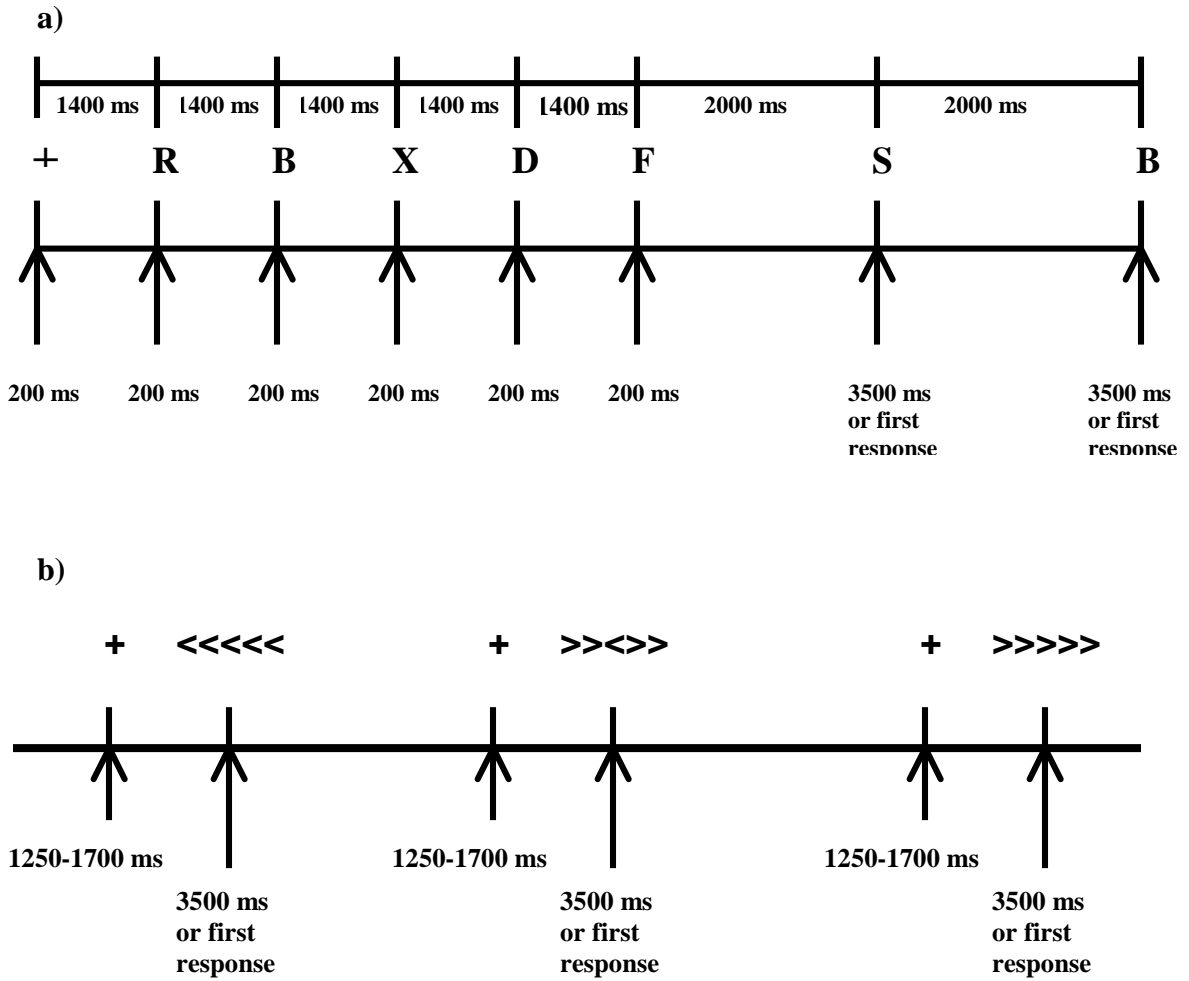 a)
1400 ms 1400 ms 1400 ms 1400 ms 1400 ms 2000 ms 2000 ms
+ R B X D F S B
200 ms 200 ms 200 ms 200 ms 200 ms 200 ms 3500 ms 3500 ms
or first or first
response response
b)
+ <<<<< + >><>> + >>>>>
1250-1700 ms 1250-1700 ms 1250-1700 ms
3500 ms 3500 ms 3500 ms
or first or first or first
response response response